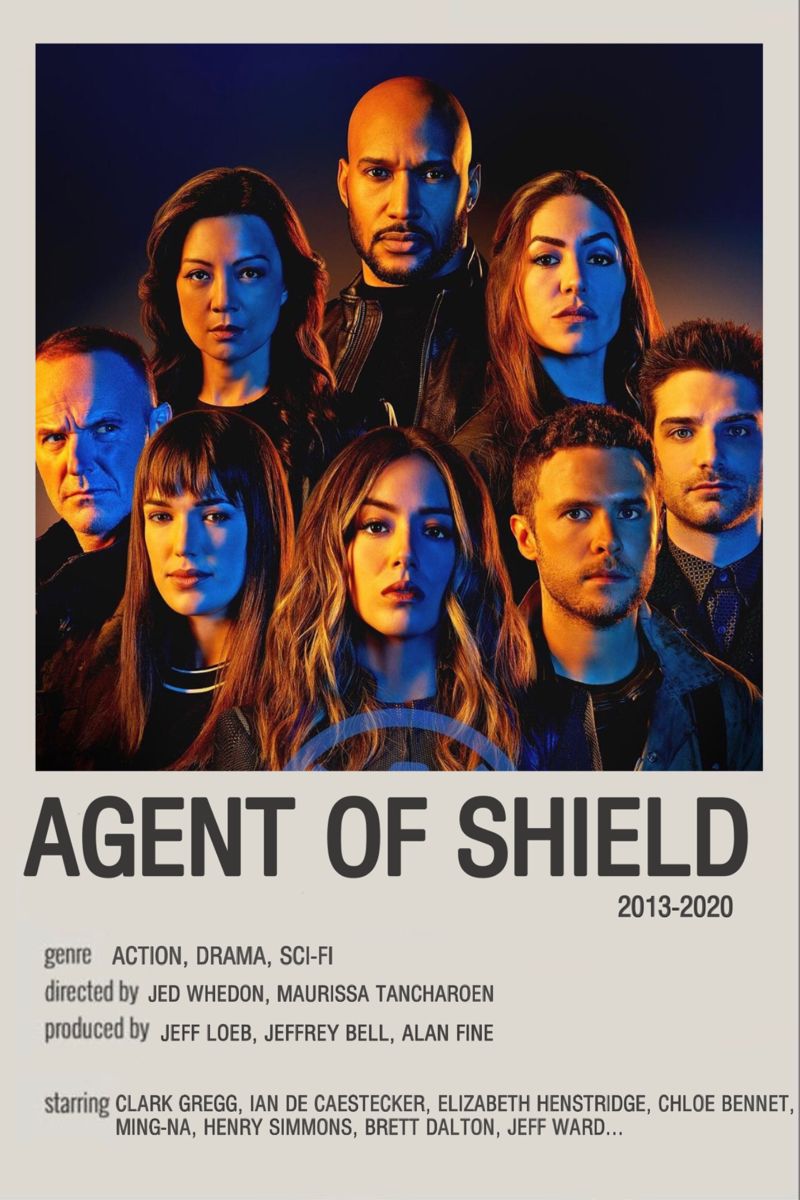 AGENT OF SHIELD
2013-2020
genre ACTION, DRAMA, SCI-FI
directed by JED WHEDON, MAURISSA TANCHAROEN
produced by JEFF LOEB, JEFFREY BELL, ALAN FINE
starring CLARK GREGG, IAN DE CAESTECKER, ELIZABETH HENSTRIDGE, CHLOE BENNET,
MING-NA, HENRY SIMMONS, BRETT DALTON, JEFF WARD...